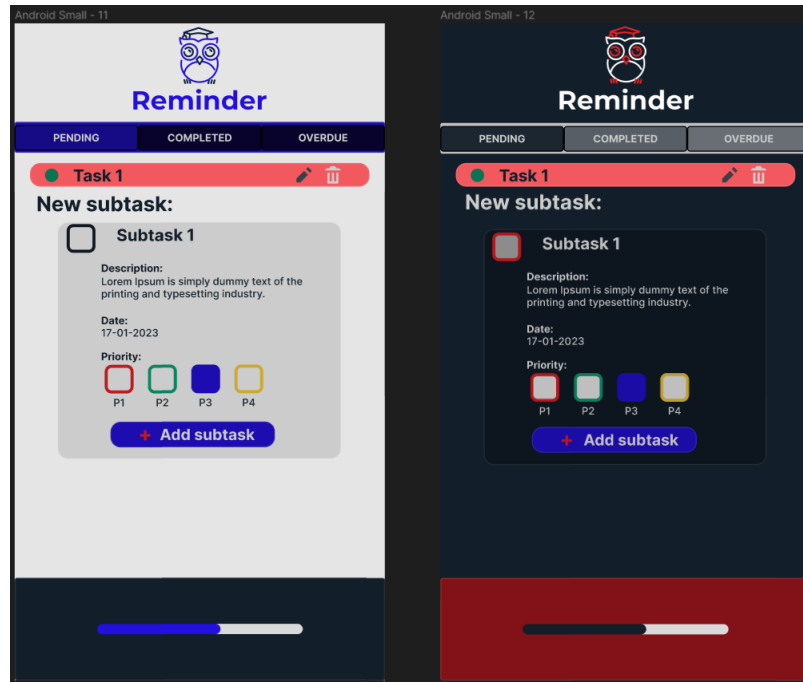 Android Small - 11
Reminder
PENDING COMPLETED OVERDUE
Task 1
New subtask:
Subtask 1
Description:
Lorem Ipsum is simply dummy text of the
printing and typesetting industry.
Date:
17-01-2023
Priority:
P1 P2 P3 P4
+ Add subtask
Android Small - 12
Reminder
PENDING COMPLETED OVERDUE
Task 1
New subtask:
Subtask 1
Description:
Lorem Ipsum is simply dummy text of the
printing and typesetting industry.
Date:
17-01-2023
Priority:
P1 P2 P3 P4
+ Add subtask